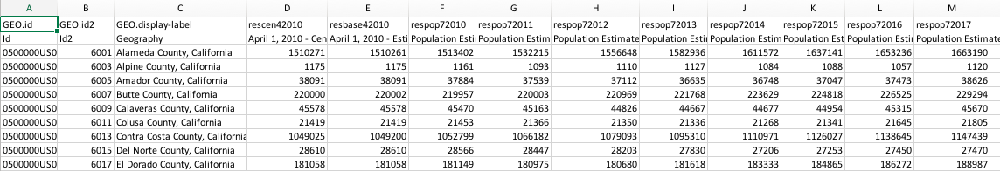 A B C D E F G H I J K L M
GEO.id GEO.id2 GEO.display-label rescen42010 resbase42010 respop72010 respop72011 respop72012 respop72013 respop72014 respop72015 respop72016 respop72017
Id Id2 Geography April 1, 2010 - Cen April 1, 2010 - Esti Population Esti Population Estim Population Estimate Population Est Population Estim Population Est Population Estim Population Estimate
0500000US0 6001 Alameda County, California 1510271 1510261 1513402 1532215 1556648 1582936 1611572 1637141 1653236 1663190
0500000US0 6003 Alpine County, California 1175 1175 1161 1093 1110 1127 1084 1088 1057 1120
0500000US0 6005 Amador County, California 38091 38091 37884 37539 37112 36635 36748 37047 37473 38626
0500000US0 6007 Butte County, California 220000 220002 219957 220003 220969 221768 223629 224818 226525 229294
0500000US0 6009 Calaveras County, California 45578 45578 45470 45163 44826 44667 44677 44954 45315 45670
0500000US0 6011 Colusa County, California 21419 21419 21453 21366 21350 21336 21268 21341 21645 21805
0500000US0 6013 Contra Costa County, California 1049025 1049200 1052799 1066182 1079093 1095310 1110971 1126027 1138645 1147439
0500000US0 6015 Del Norte County, California 28610 28610 28566 28447 28203 27830 27206 27253 27450 27470
0500000US0 6017 El Dorado County, California 181058 181058 181149 180975 180680 181618 183333 184865 186272 188987